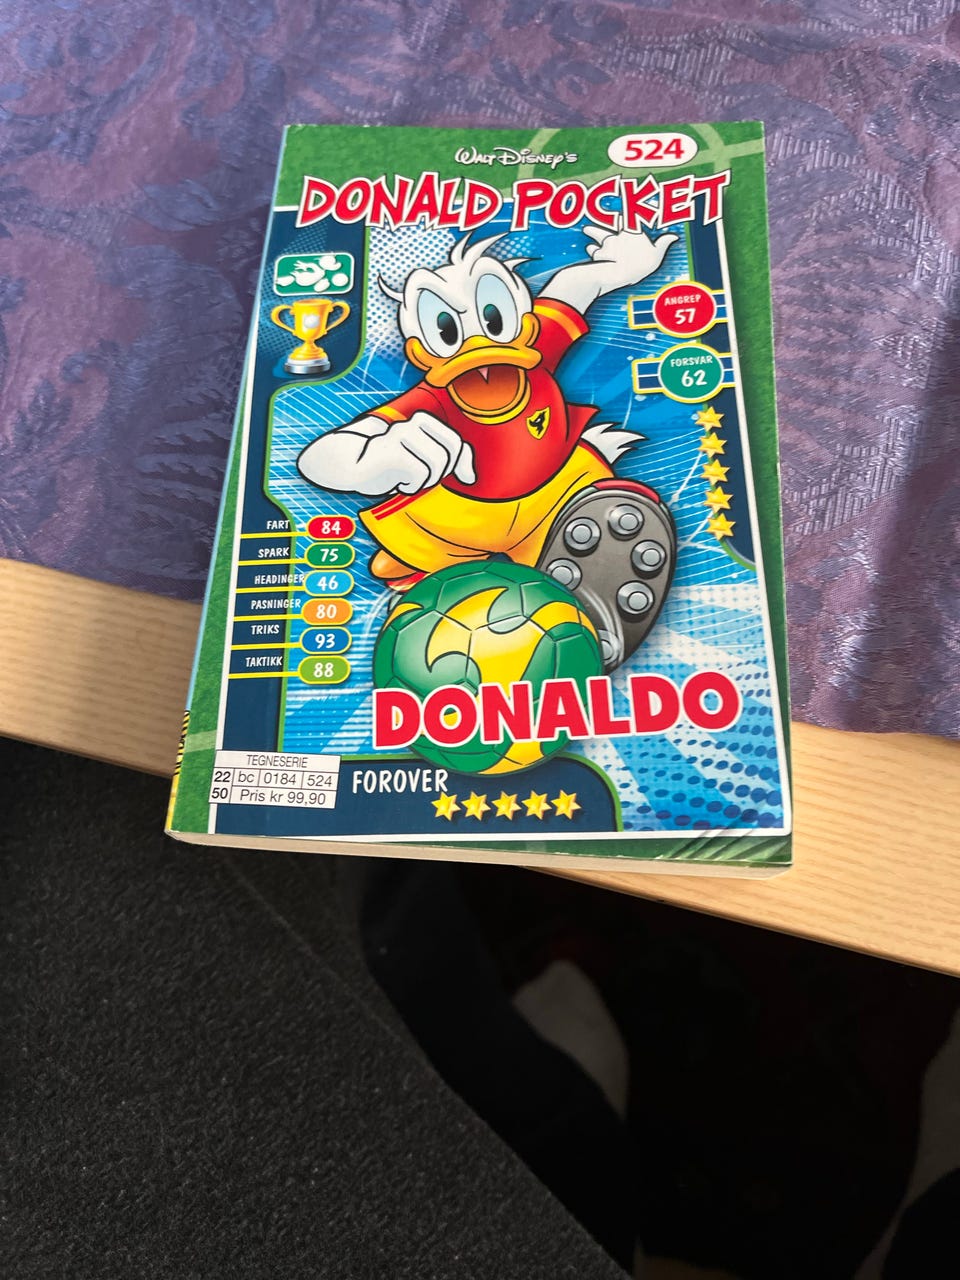 WALT DISNEY'S
524
DONALD POCKET
ANGREP
57
FORSVAR
62
FART 84
SPARK 75
HEADINGER 46
PASNINGER 80
TRIKS 93
TAKTIKK 88
DONALDO
FOROVER
TEGNESERIE
22 bc 0184 524
50 Pris kr 99,90